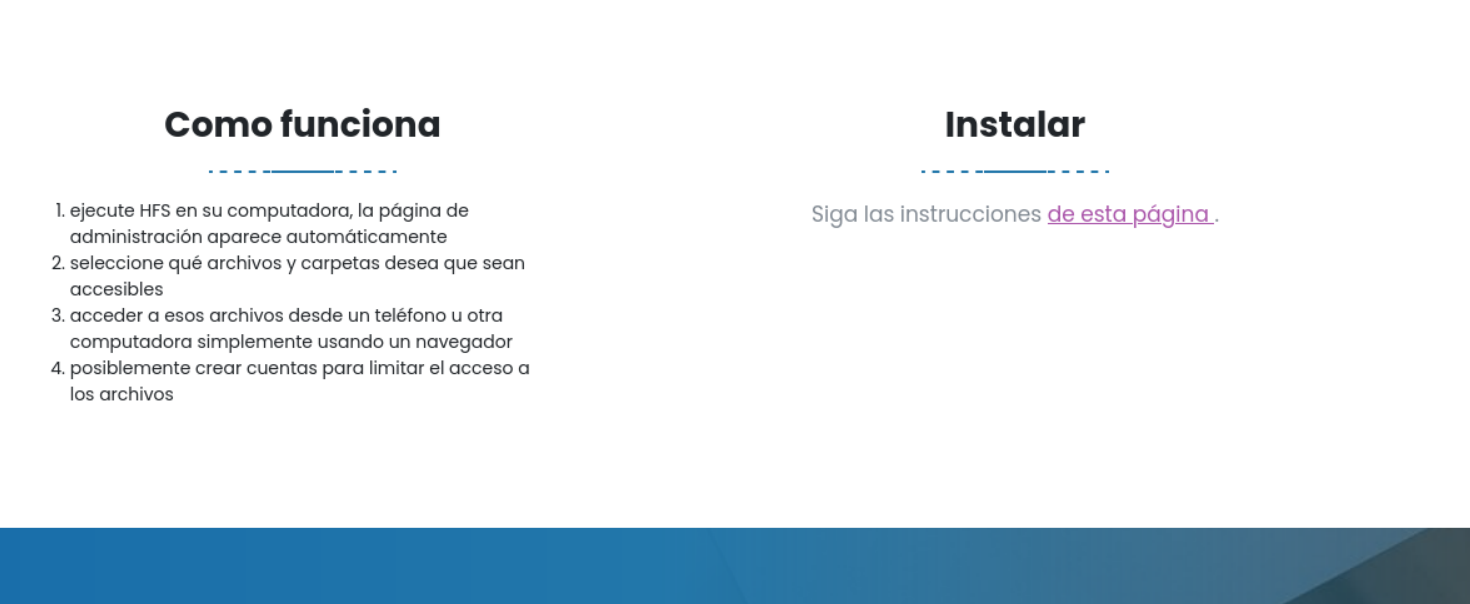 Como funciona
1. ejecute HFS en su computadora, la página de
administración aparece automáticamente
2. seleccione qué archivos y carpetas desea que sean
accesibles
3. acceder a esos archivos desde un teléfono u otra
computadora simplemente usando un navegador
4. posiblemente crear cuentas para limitar el acceso a
los archivos
Instalar
Siga las instrucciones de esta página .